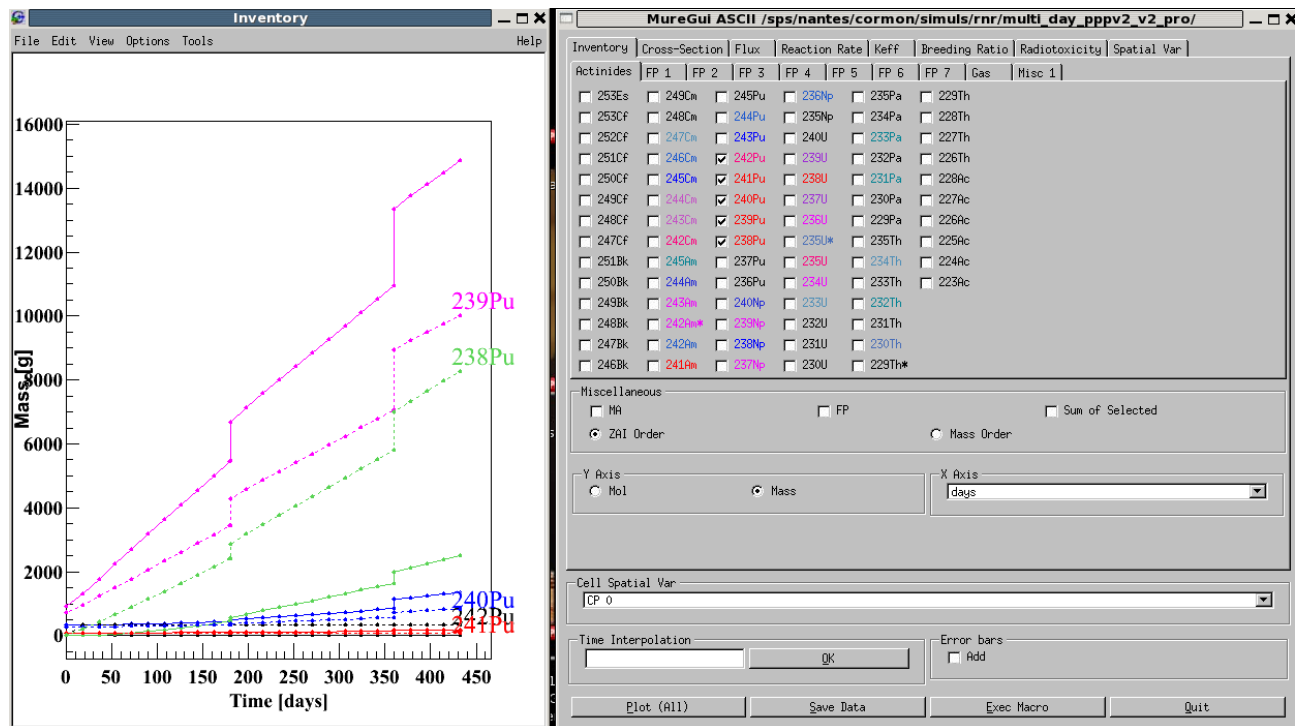 Inventory
File Edit View Options Tools Help
16000
14000
12000
10000
8000
6000
4000
2000
0
Mass [g]
239Pu
238Pu
240Pu
242Pu
241Pu
0 50 100 150 200 250 300 350 400 450
Time [days]
MureGui ASCII /sps/nantes/cormon/simuls/rnr/multi_day_pppv2_v2_pro/
Inventory Cross-Section Flux Reaction Rate Keff Breeding Ratio Radiotoxicity Spatial Var
Actinides FP 1 FP 2 FP 3 FP 4 FP 5 FP 6 FP 7 Gas Misc 1
253Es 249Cm 245Pu 236Np 235Pa 229Th
253Cf 248Cm 244Pu 235Np 234Pa 228Th
252Cf 247Cm 243Pu 240U 233Pa 227Th
251Cf 246Cm 242Pu 239U 232Pa 226Th
250Cf 245Cm 241Pu 238U 231Pa 228Ac
249Cf 244Cm 240Pu 237U 230Pa 227Ac
248Cf 243Cm 239Pu 236U 229Pa 226Ac
247Cf 242Cm 238Pu 235U* 235Th 225Ac
251Bk 245Am 237Pu 235U 234Th 224Ac
250Bk 244Am 236Pu 234U 233Th 223Ac
249Bk 243Am 240Np 233U 232Th
248Bk 242Am* 239Np 232U 231Th
247Bk 242Am 238Np 231U 230Th
246Bk 241Am 237Np 230U 229Th*
Miscellaneous
MA FP Sum of Selected
ZAI Order Mass Order
Y Axis
Mol Mass
X Axis
days
Cell Spatial Var
CP 0
Time Interpolation
OK
Error bars
Add
Plot (All) Save Data Exec Macro Quit